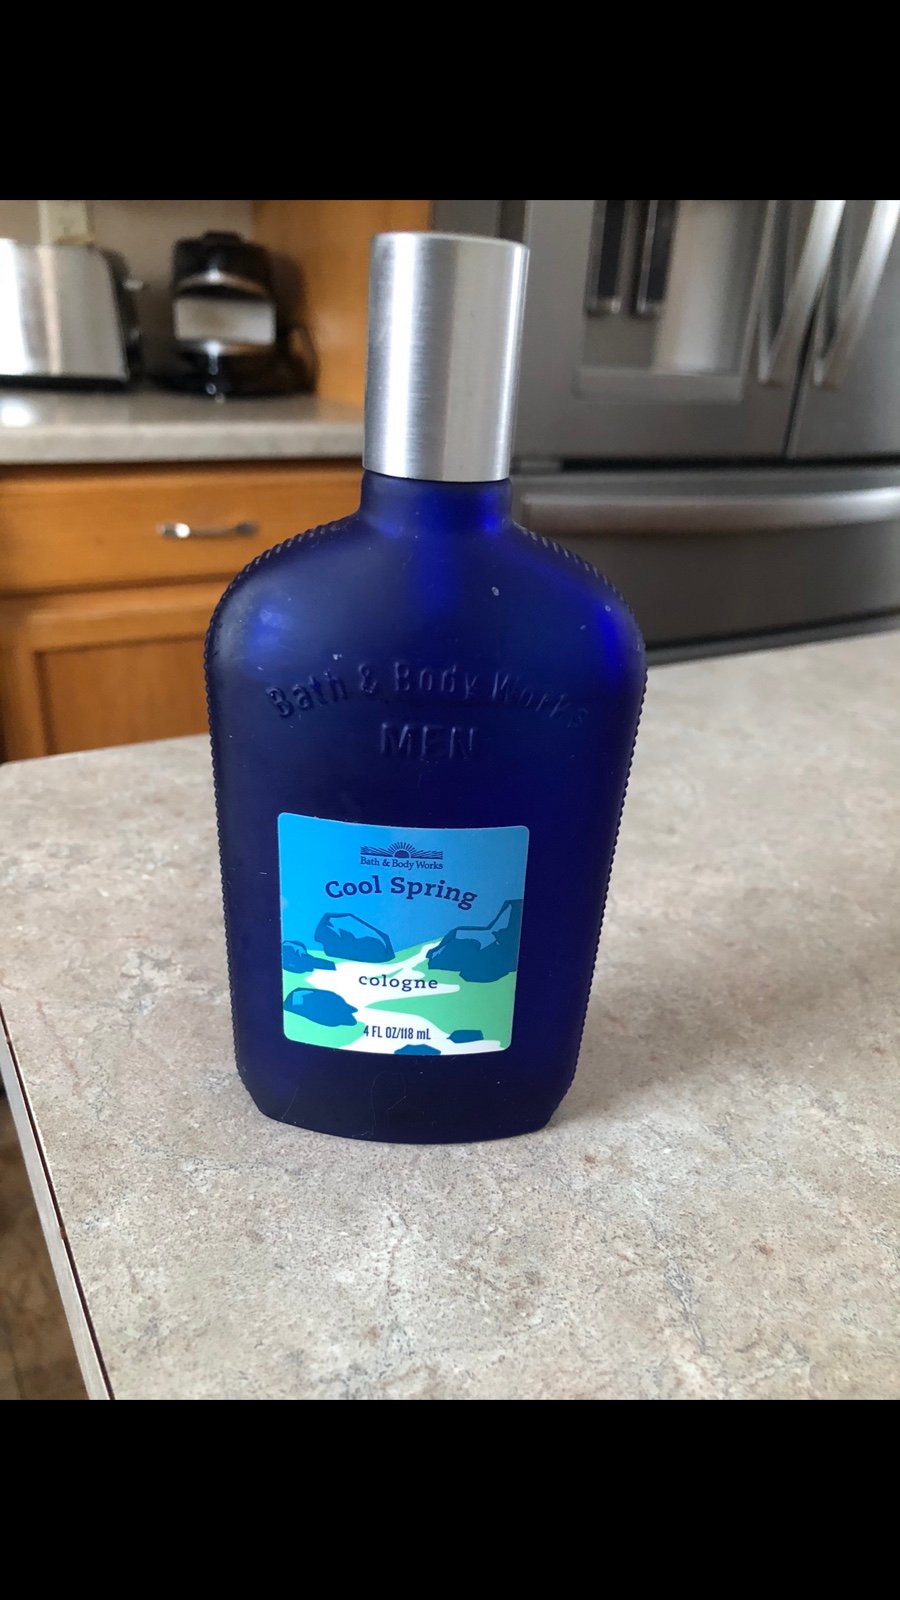 Bath & Body Works
MEN
Bath & Body Works
Cool Spring
cologne
4 FL OZ/118 mL